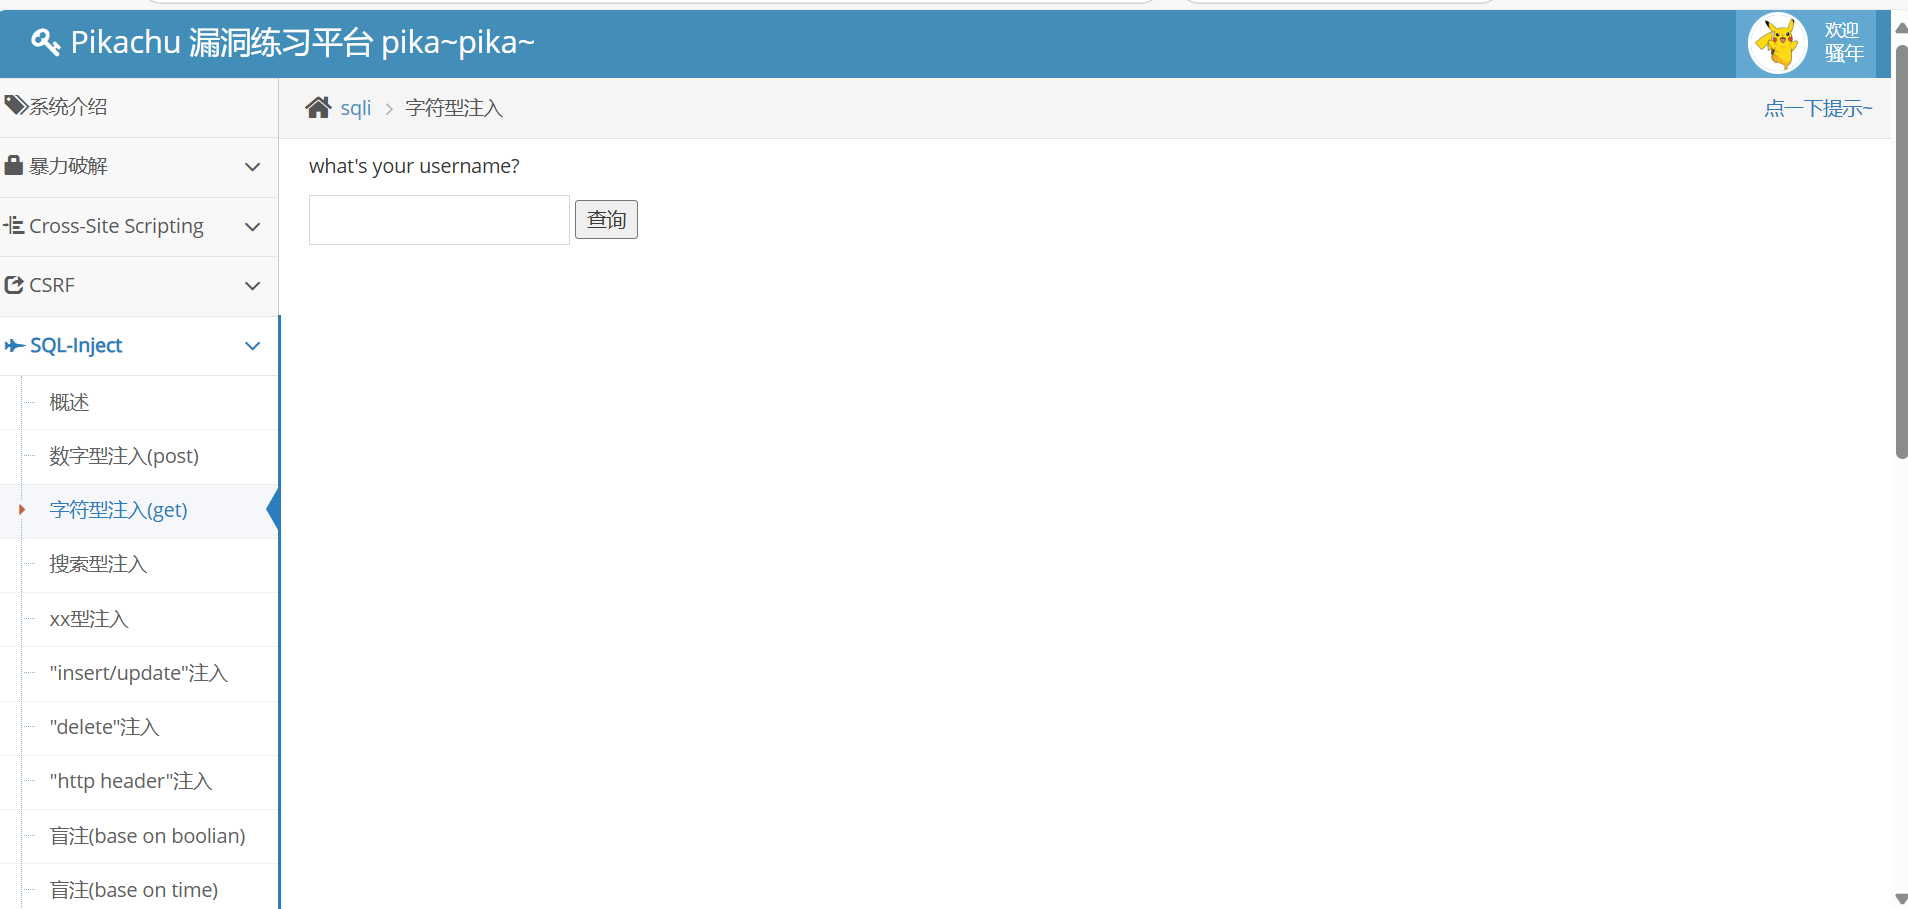 Pikachu 漏洞练习平台 pika~pika~
欢迎
骚年
系统介绍
暴力破解
Cross-Site Scripting
CSRF
SQL-Inject
概述
数字型注入(post)
字符型注入(get)
搜索型注入
xx型注入
"insert/update"注入
"delete"注入
"http header"注入
盲注(base on boolian)
盲注(base on time)
sqli > 字符型注入
点一下提示~
what's your username?
查询